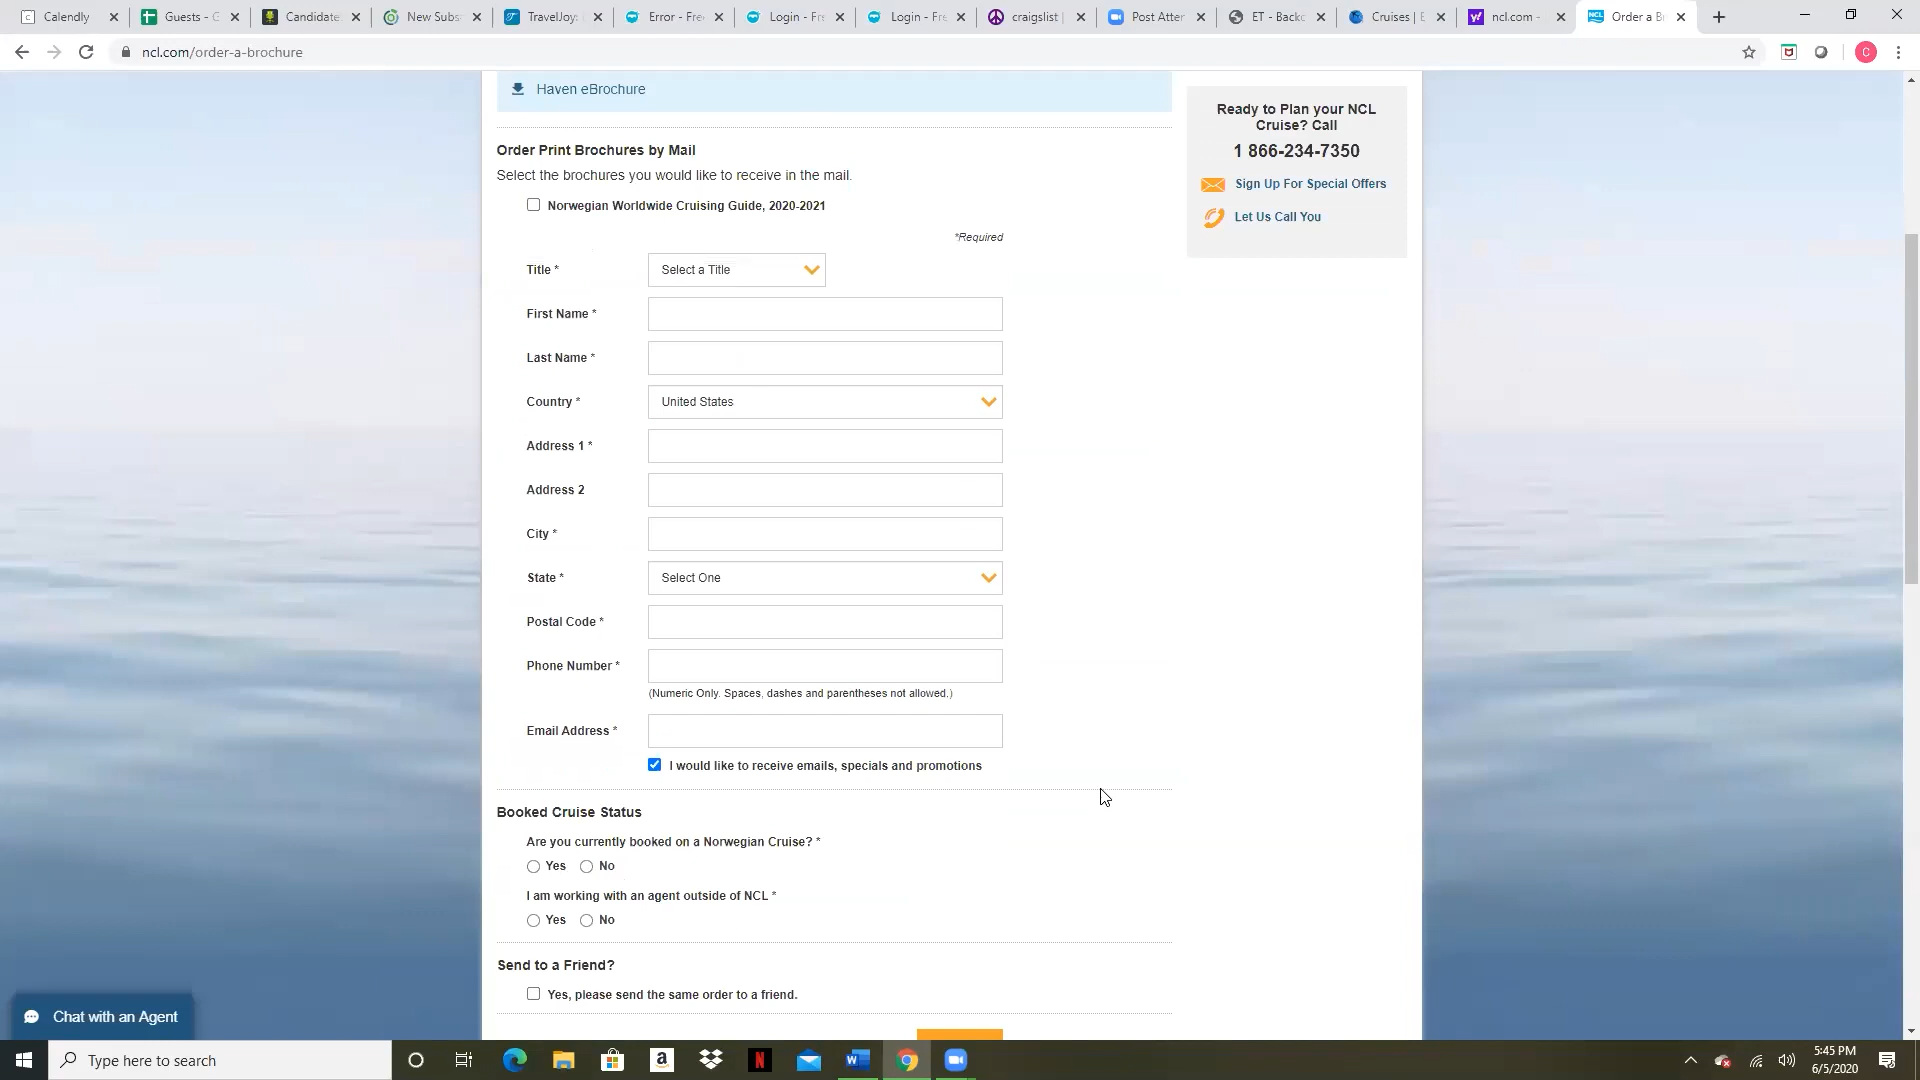 Calendly
Guests - G
Candidate
New Subs
TravelJoy:
Error - Fre
Login - Fre
Login - Fre
craigslist |
Post Atter
ET - Backo
Cruises | E
ncl.com -
Order a B
ncl.com/order-a-brochure
C
Haven eBrochure
Order Print Brochures by Mail
Select the brochures you would like to receive in the mail.
Norwegian Worldwide Cruising Guide, 2020-2021
*Required
Title *
Select a Title
First Name *
Last Name *
Country *
United States
Address 1 *
Address 2
City *
State *
Select One
Postal Code *
Phone Number *
(Numeric Only. Spaces, dashes and parentheses not allowed.)
Email Address *
I would like to receive emails, specials and promotions
Booked Cruise Status
Are you currently booked on a Norwegian Cruise? *
Yes No
I am working with an agent outside of NCL *
Yes No
Send to a Friend?
Yes, please send the same order to a friend.
Ready to Plan your NCL
Cruise? Call
1 866-234-7350
Sign Up For Special Offers
Let Us Call You
Chat with an Agent
Type here to search
5:45 PM
6/5/2020